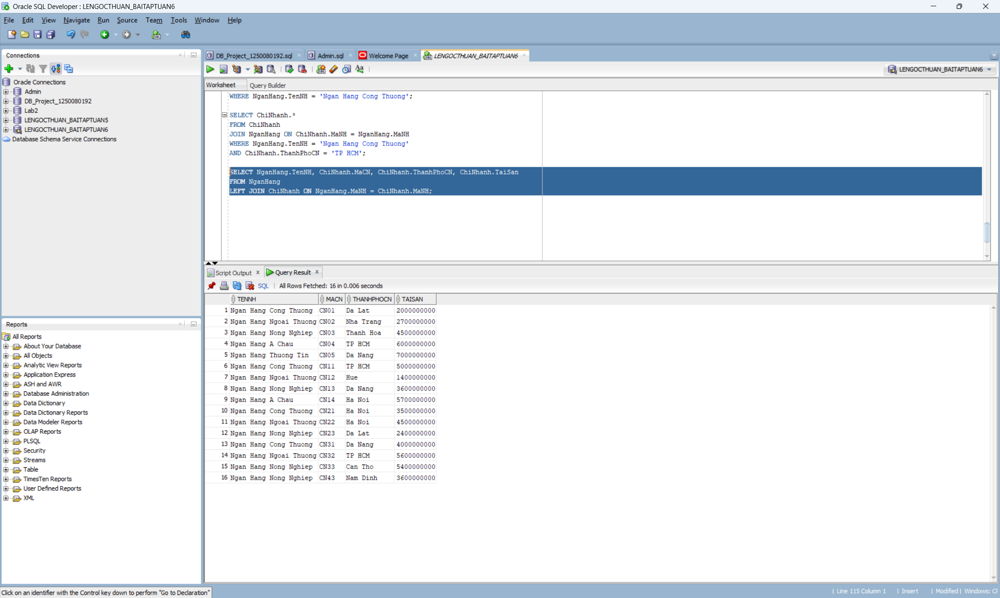 Oracle SQL Developer : LENGOCTHUAN_BAITAPTUAN6
File Edit View Navigate Run Source Team Tools Window Help
Connections
Oracle Connections
Admin
DB_Project_1250080192
Lab2
LENGOCTHUAN_BAITAPTUAN5
LENGOCTHUAN_BAITAPTUAN6
Database Schema Service Connections
Reports
All Reports
About Your Database
All Objects
Analytic View Reports
Application Express
ASH and AWR
Database Administration
Data Dictionary
Data Dictionary Reports
Data Modeler Reports
OLAP Reports
PLSQL
Security
Streams
Table
TimesTen Reports
User Defined Reports
XML
DB_Project_1250080192.sql Admin.sql Welcome Page LENGOCTHUAN_BAITAPTUAN6
LENGOCTHUAN_BAITAPTUAN6
Worksheet Query Builder
WHERE NganHang.TenNH = 'Ngan Hang Cong Thuong';
SELECT ChiNhanh.*
FROM ChiNhanh
JOIN NganHang ON ChiNhanh.MaNH = NganHang.MaNH
WHERE NganHang.TenNH = 'Ngan Hang Cong Thuong'
AND ChiNhanh.ThanhPhoCN = 'TP HCM';
SELECT NganHang.TenNH, ChiNhanh.MaCN, ChiNhanh.ThanhPhoCN, ChiNhanh.TaiSan
FROM NganHang
LEFT JOIN ChiNhanh ON NganHang.MaNH = ChiNhanh.MaNH;
Script Output x Query Result x
SQL | All Rows Fetched: 16 in 0.006 seconds
TENNH MACN THANHPHOCN TAISAN
1 Ngan Hang Cong Thuong CN01 Da Lat 2000000000
2 Ngan Hang Ngoai Thuong CN02 Nha Trang 2700000000
3 Ngan Hang Nong Nghiep CN03 Thanh Hoa 4500000000
4 Ngan Hang A Chau CN04 TP HCM 6000000000
5 Ngan Hang Thuong Tin CN05 Da Nang 7000000000
6 Ngan Hang Cong Thuong CN11 TP HCM 5000000000
7 Ngan Hang Ngoai Thuong CN12 Hue 1400000000
8 Ngan Hang Nong Nghiep CN13 Da Nang 3600000000
9 Ngan Hang A Chau CN14 Ha Noi 5700000000
10 Ngan Hang Cong Thuong CN21 Ha Noi 3500000000
11 Ngan Hang Ngoai Thuong CN22 Ha Noi 4500000000
12 Ngan Hang Nong Nghiep CN23 Da Lat 2400000000
13 Ngan Hang Cong Thuong CN31 Da Nang 4000000000
14 Ngan Hang Ngoai Thuong CN32 TP HCM 5600000000
15 Ngan Hang Nong Nghiep CN33 Can Tho 5400000000
16 Ngan Hang Nong Nghiep CN43 Nam Dinh 3600000000
Click on an identifier with the Control key down to perform "Go to Declaration"
| Line 115 Column 1 | Insert | Modified | Windows: